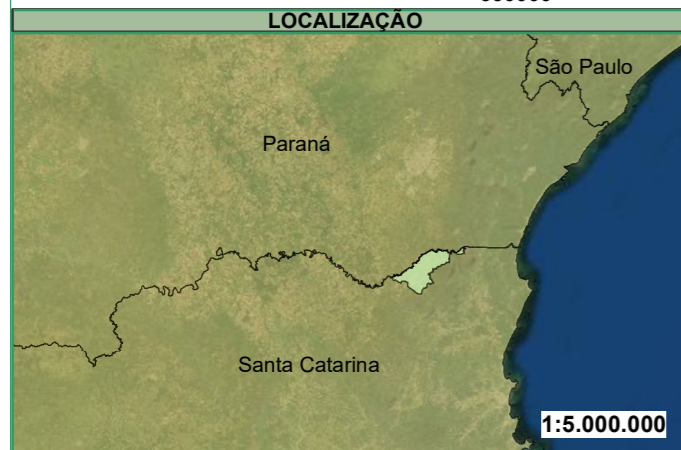 LOCALIZAÇÃO
São Paulo
Paraná
Santa Catarina
1:5.000.000